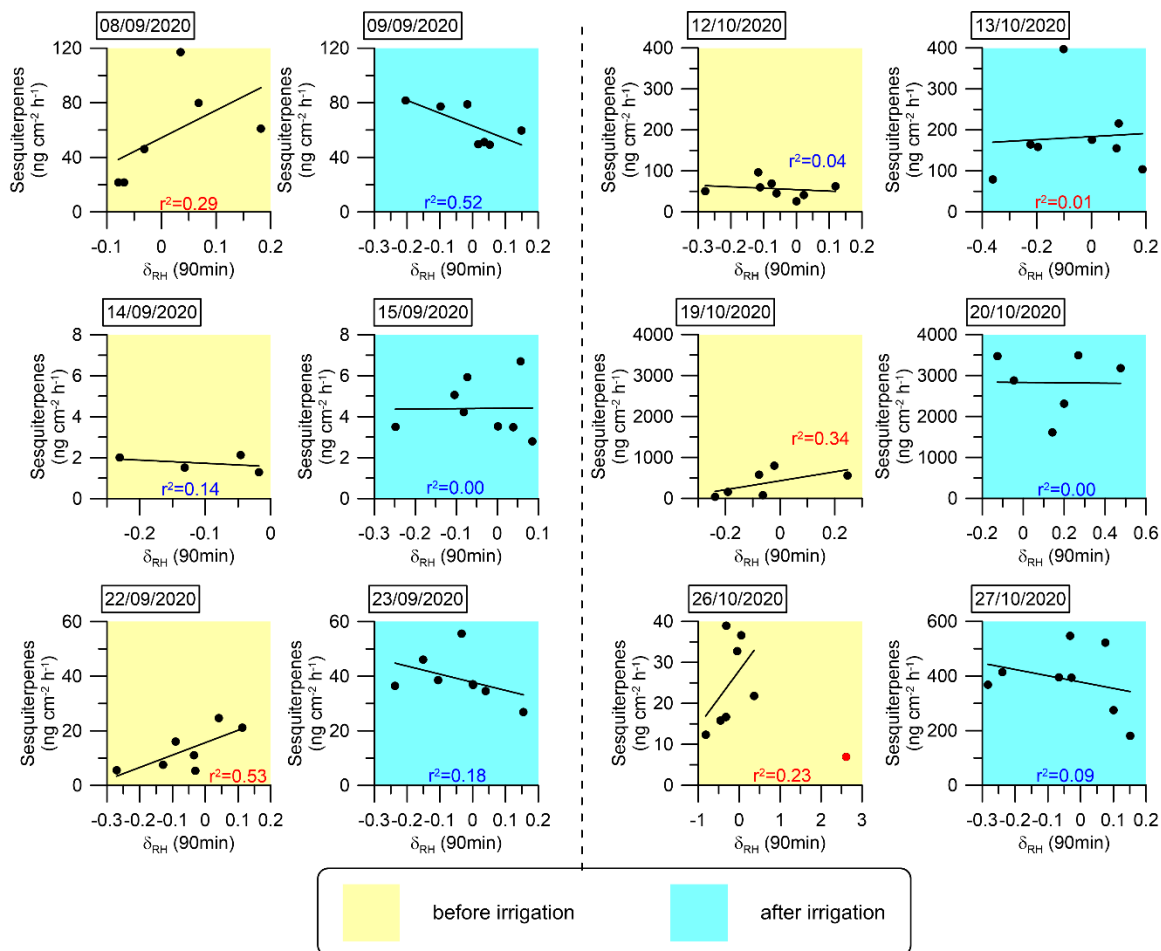 08/09/2020
09/09/2020
12/10/2020
13/10/2020
Sesquiterpenes
(ng cm⁻² h⁻¹)
120
80
40
0
r²=0.29
-0.1 0 0.1 0.2
δRH (90min)
Sesquiterpenes
(ng cm⁻² h⁻¹)
120
80
40
0
r²=0.52
-0.3 -0.2 -0.1 0 0.1 0.2
δRH (90min)
Sesquiterpenes
(ng cm⁻² h⁻¹)
400
300
200
100
0
r²=0.04
-0.3 -0.2 -0.1 0 0.1 0.2
δRH (90min)
Sesquiterpenes
(ng cm⁻² h⁻¹)
400
300
200
100
0
r²=0.01
-0.4 -0.2 0 0.2
δRH (90min)
14/09/2020
15/09/2020
19/10/2020
20/10/2020
Sesquiterpenes
(ng cm⁻² h⁻¹)
8
6
4
2
0
r²=0.14
-0.2 -0.1 0
δRH (90min)
Sesquiterpenes
(ng cm⁻² h⁻¹)
8
6
4
2
0
r²=0.00
-0.3 -0.2 -0.1 0 0.1
δRH (90min)
Sesquiterpenes
(ng cm⁻² h⁻¹)
4000
3000
2000
1000
0
r²=0.34
-0.2 0 0.2
δRH (90min)
Sesquiterpenes
(ng cm⁻² h⁻¹)
4000
3000
2000
1000
0
r²=0.00
-0.2 0 0.2 0.4 0.6
δRH (90min)
22/09/2020
23/09/2020
26/10/2020
27/10/2020
Sesquiterpenes
(ng cm⁻² h⁻¹)
60
40
20
0
r²=0.53
-0.3 -0.2 -0.1 0 0.1 0.2
δRH (90min)
Sesquiterpenes
(ng cm⁻² h⁻¹)
60
40
20
0
r²=0.18
-0.3 -0.2 -0.1 0 0.1 0.2
δRH (90min)
Sesquiterpenes
(ng cm⁻² h⁻¹)
40
30
20
10
0
r²=0.23
-1 0 1 2 3
δRH (90min)
Sesquiterpenes
(ng cm⁻² h⁻¹)
600
400
200
0
r²=0.09
-0.3 -0.2 -0.1 0 0.1 0.2
δRH (90min)
before irrigation
after irrigation